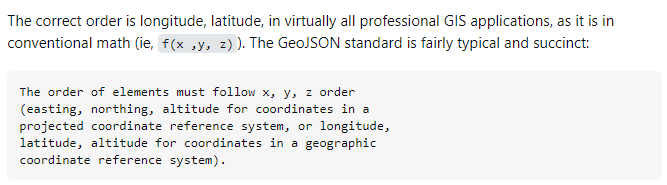 The correct order is longitude, latitude, in virtually all professional GIS applications, as it is in
conventional math (ie, f(x ,y, z) ). The GeoJSON standard is fairly typical and succinct:
The order of elements must follow x, y, z order
(easting, northing, altitude for coordinates in a
projected coordinate reference system, or longitude,
latitude, altitude for coordinates in a geographic
coordinate reference system).